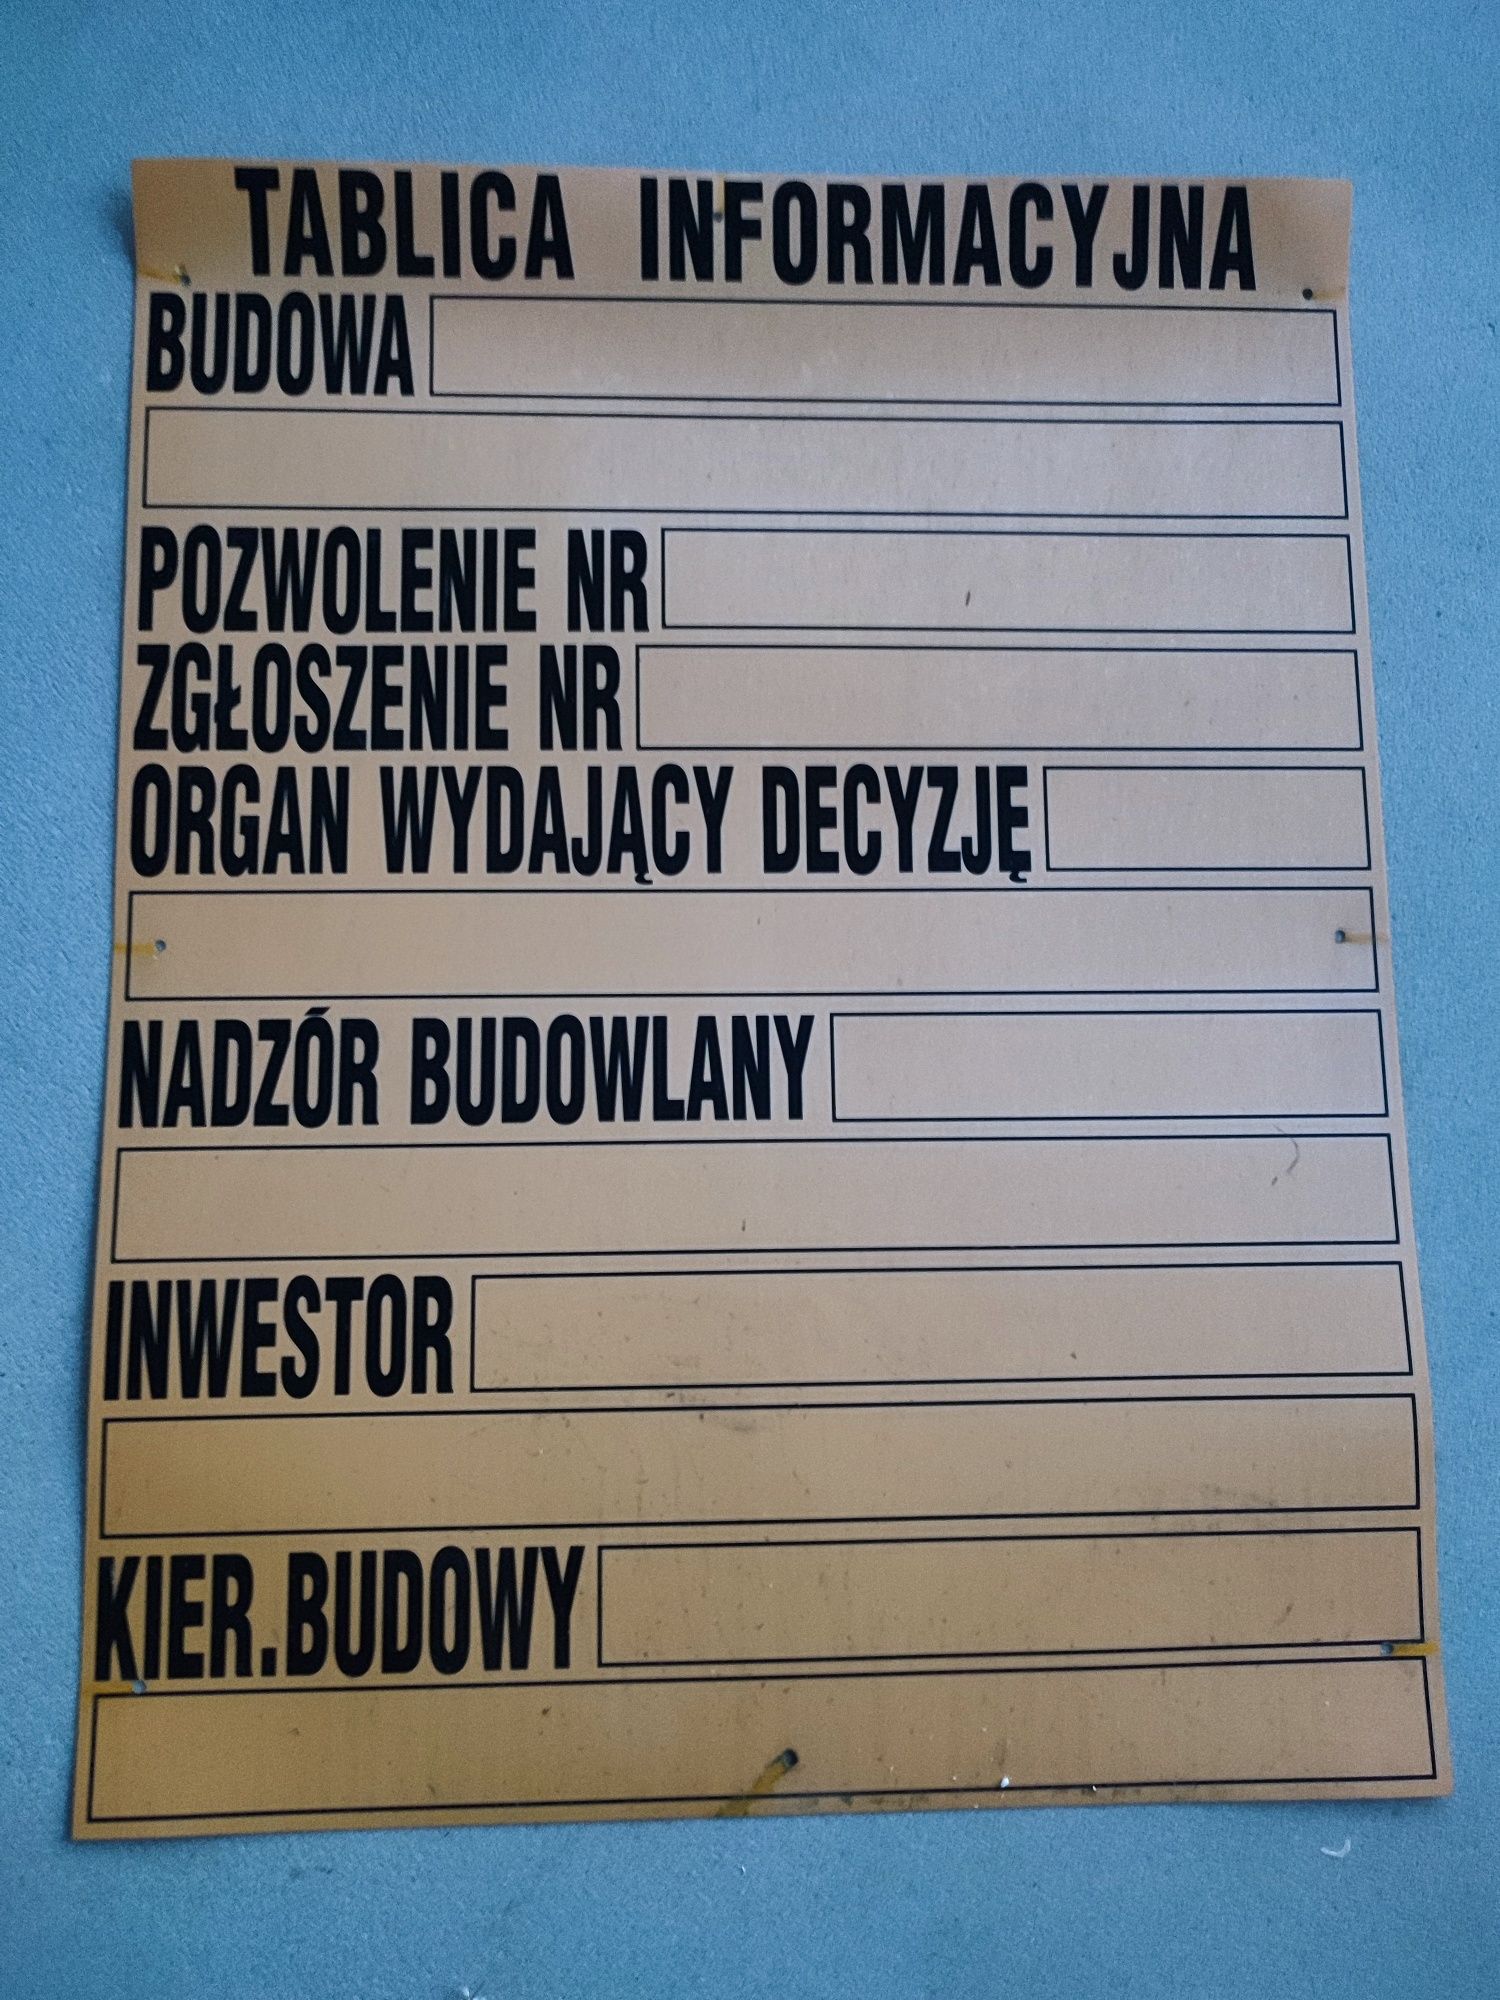 TABLICA INFORMACYJNA
BUDOWA
POZWOLENIE NR
ZGŁOSZENIE NR
ORGAN WYDAJĄCY DECYZJĘ
NADZÓR BUDOWLANY
INWESTOR
KIER.BUDOWY